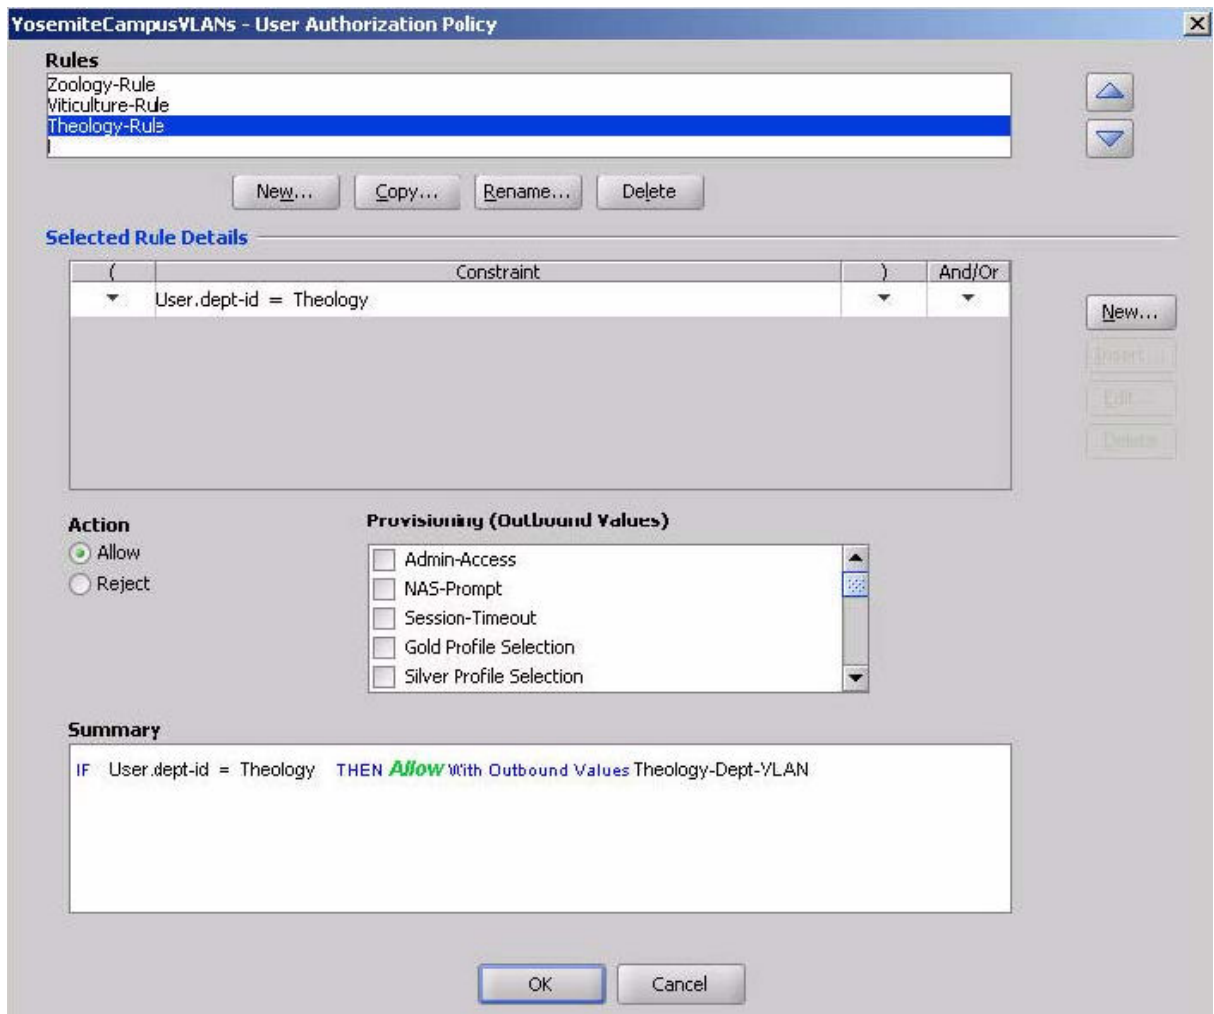 YosemiteCampusVLANs - User Authorization Policy
Rules
Zoology-Rule
Viticulture-Rule
Theology-Rule
New... Copy... Rename... Delete
Selected Rule Details
( Constraint ) And/Or
User.dept-id = Theology
New...
Insert...
Edit...
Delete
Action
Allow
Reject
Provisioning (Outbound Values)
Admin-Access
NAS-Prompt
Session-Timeout
Gold Profile Selection
Silver Profile Selection
Summary
IF User.dept-id = Theology THEN Allow With Outbound Values Theology-Dept-VLAN
OK Cancel